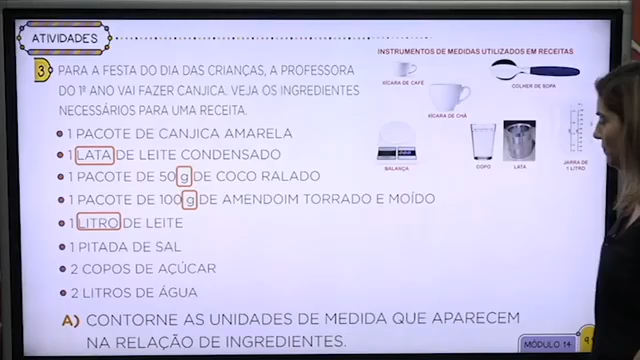 ATIVIDADES
INSTRUMENTOS DE MEDIDAS UTILIZADOS EM RECEITAS
3 PARA A FESTA DO DIA DAS CRIANÇAS, A PROFESSORA
DO 1º ANO VAI FAZER CANJICA. VEJA OS INGREDIENTES
NECESSÁRIOS PARA UMA RECEITA.
XÍCARA DE CAFÉ
COLHER DE SOPA
XÍCARA DE CHÁ
BALANÇA
COPO
LATA
JARRA DE
1 LITRO
• 1 PACOTE DE CANJICA AMARELA
• 1 LATA DE LEITE CONDENSADO
• 1 PACOTE DE 50 g DE COCO RALADO
• 1 PACOTE DE 100 g DE AMENDOIM TORRADO E MOÍDO
• 1 LITRO DE LEITE
• 1 PITADA DE SAL
• 2 COPOS DE AÇÚCAR
• 2 LITROS DE ÁGUA
A) CONTORNE AS UNIDADES DE MEDIDA QUE APARECEM
NA RELAÇÃO DE INGREDIENTES.
MÓDULO 14